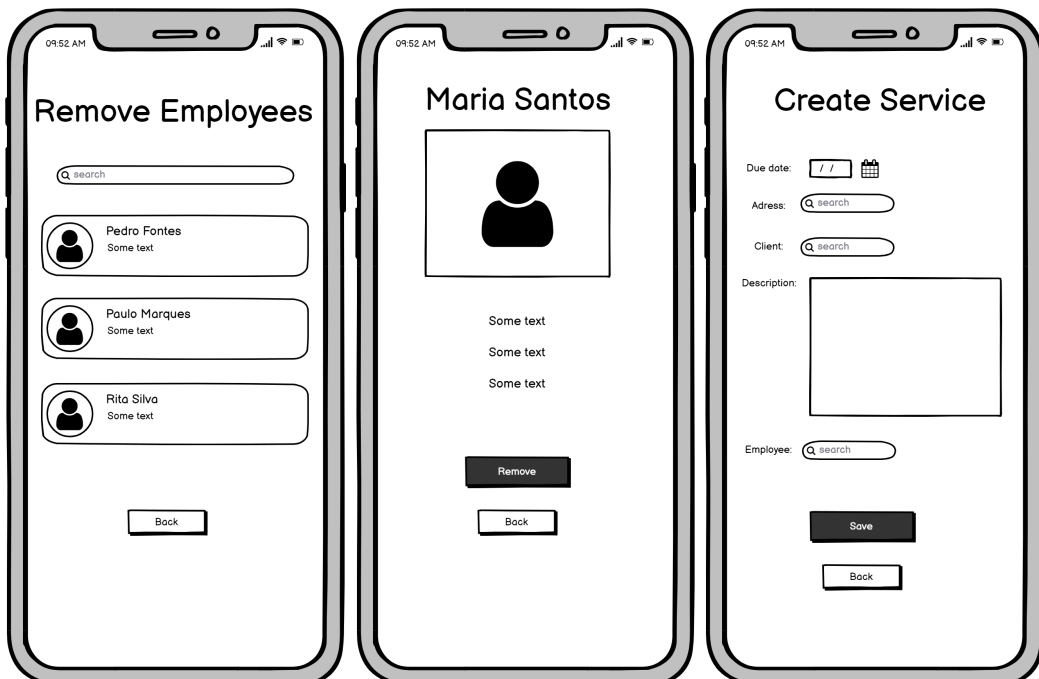 09:52 AM
Remove Employees
search
Pedro Fontes
Some text
Paulo Marques
Some text
Rita Silva
Some text
Back
09:52 AM
Maria Santos
Some text
Some text
Some text
Remove
Back
09:52 AM
Create Service
Due date: / /
Adress: search
Client: search
Description:
Employee: search
Save
Back